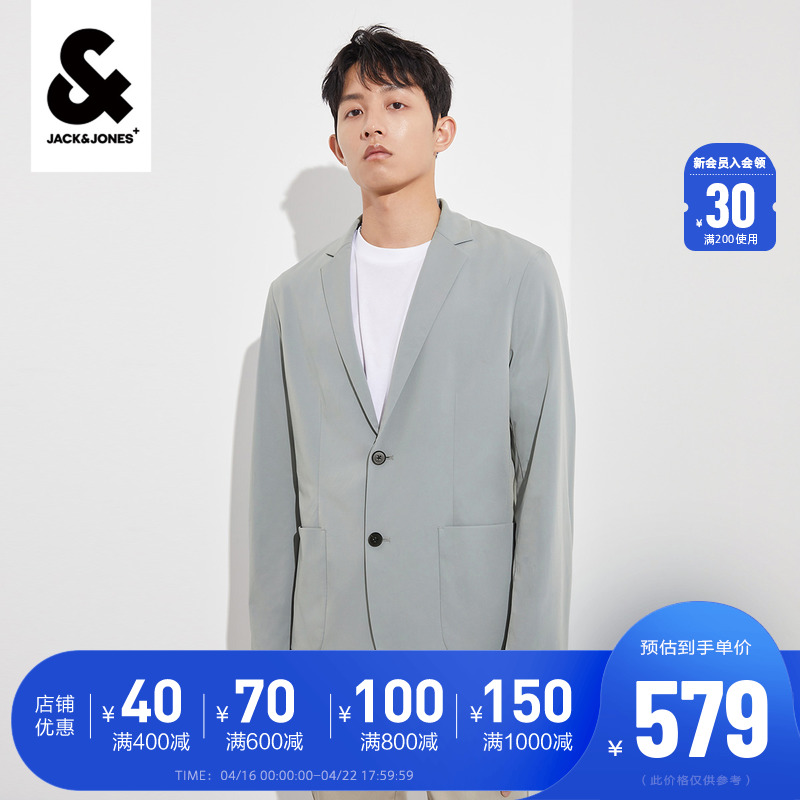 &
JACK&JONES+
新会员入会领
¥30
满200使用
店铺
优惠
¥40
满400减
¥70
满600减
¥100
满800减
¥150
满1000减
TIME：04/16 00:00:00-04/22 17:59:59
预估到手单价
¥579
（此价格仅供参考）